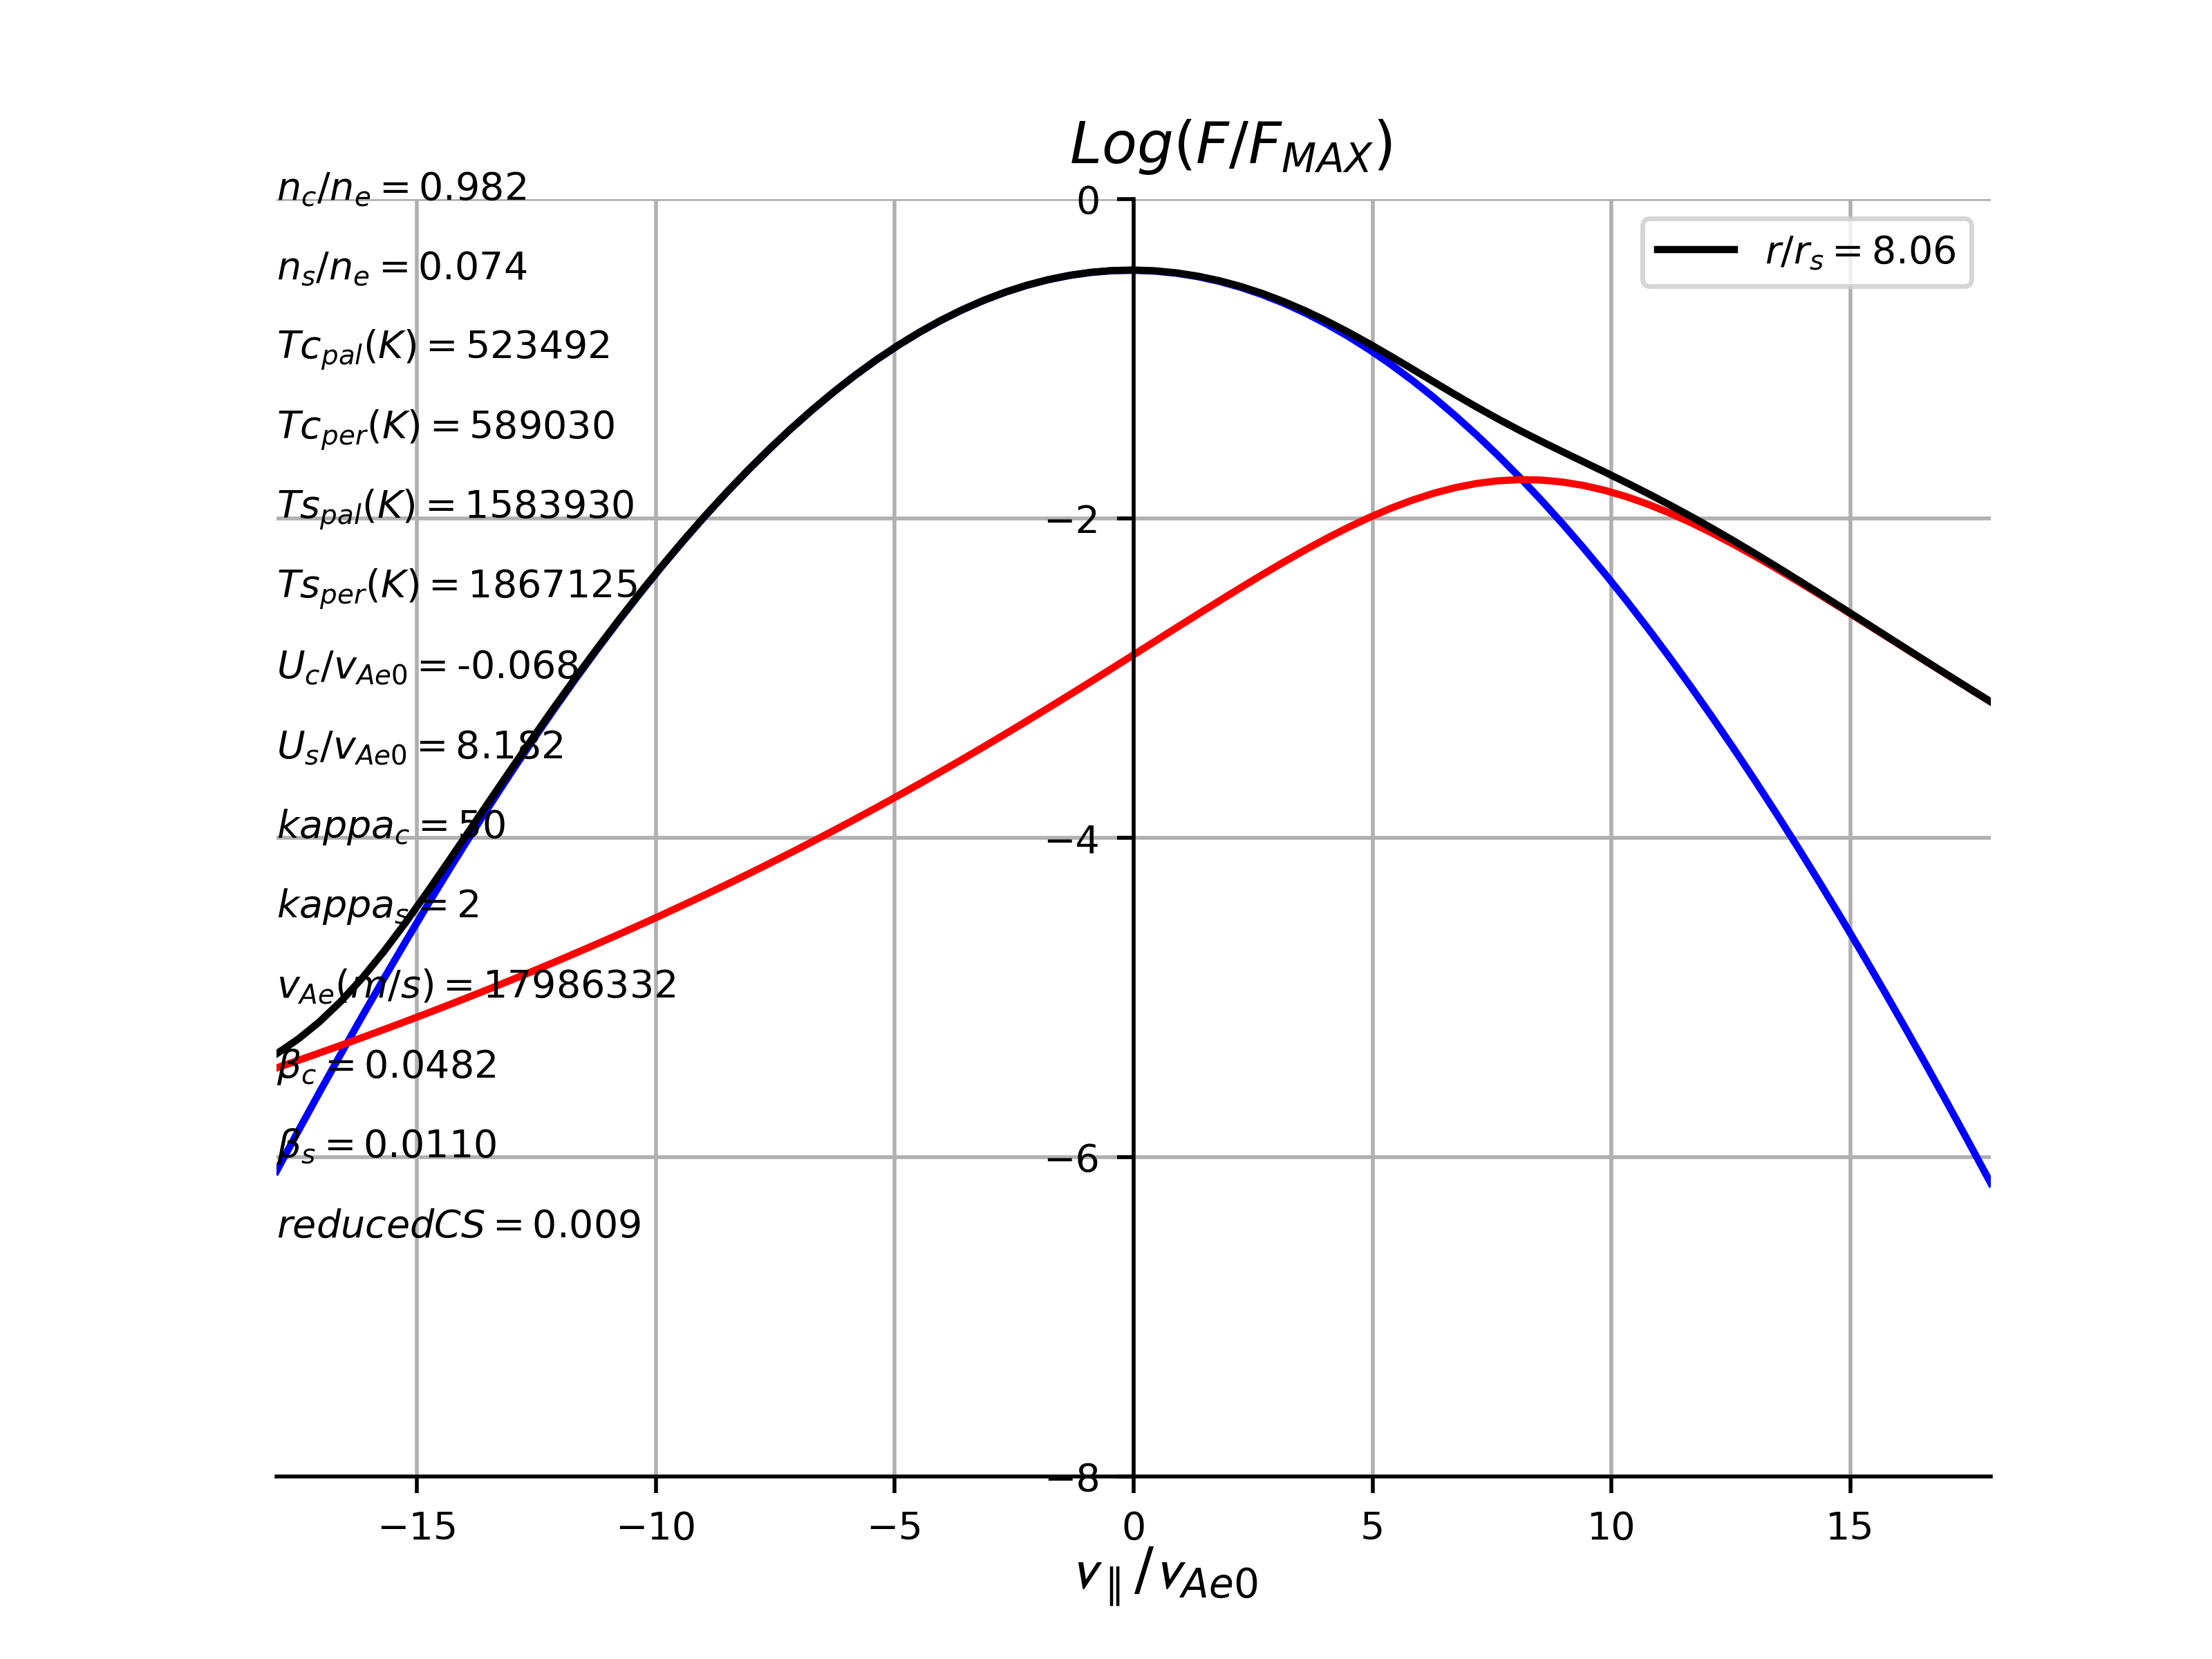 Log(F/F_MAX)
n_c/n_e = 0.982
n_s/n_e = 0.074
Tc_pal(K) = 523492
Tc_per(K) = 589030
Ts_pal(K) = 1583930
Ts_per(K) = 1867125
U_c/v_Ae0 = -0.068
U_s/v_Ae0 = 8.182
kappa_c = 50
kappa_s = 2
v_Ae(m/s) = 17986332
β_c = 0.0482
β_s = 0.0110
reducedCS = 0.009
r/r_s = 8.06
0
−2
−4
−6
−8
−15 −10 −5 0 5 10 15
v_∥/v_Ae0